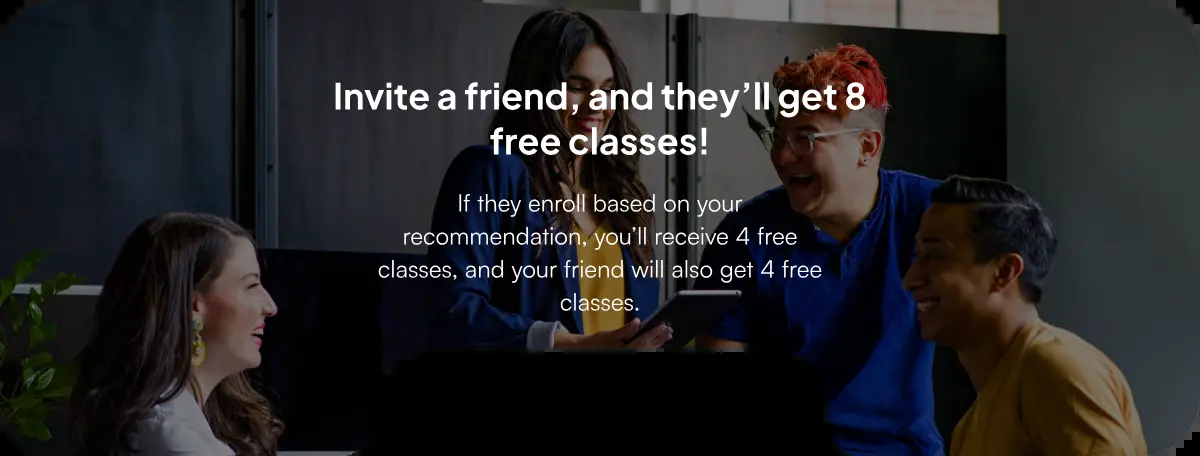 Invite a friend, and they’ll get 8
free classes!
If they enroll based on your
recommendation, you’ll receive 4 free
classes, and your friend will also get 4 free
classes.